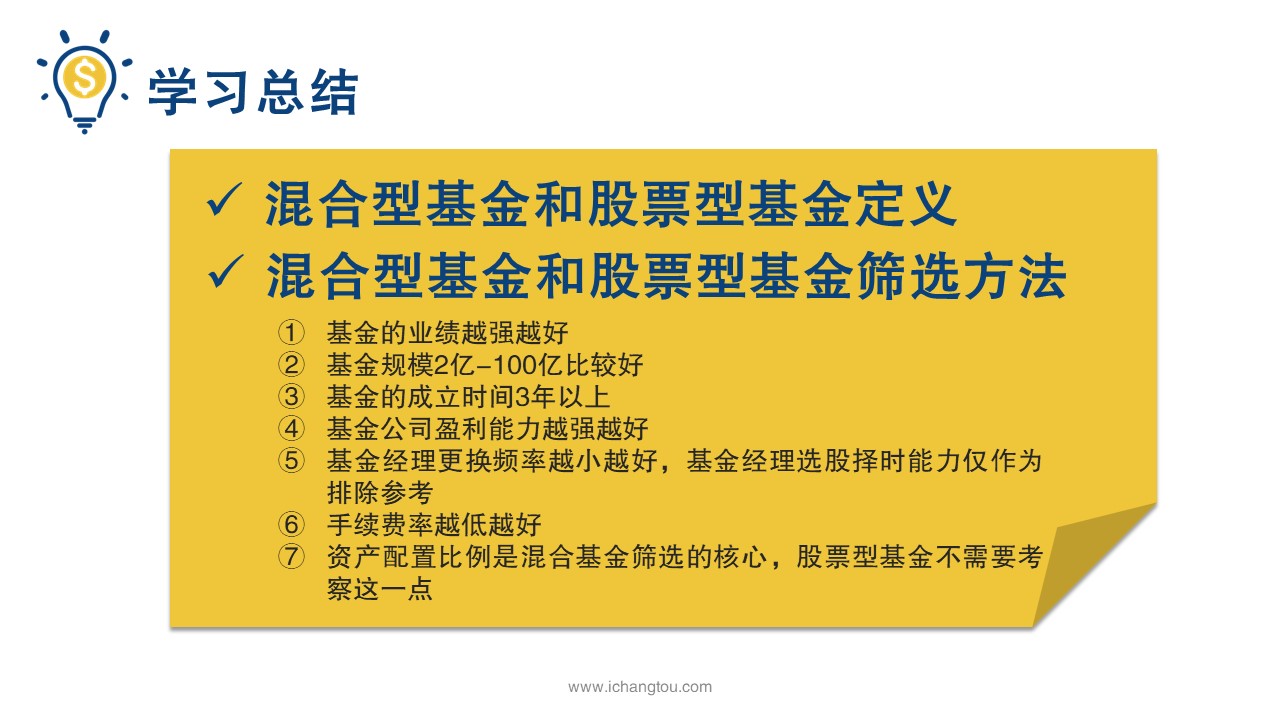 学习总结
✓ 混合型基金和股票型基金定义
✓ 混合型基金和股票型基金筛选方法
① 基金的业绩越强越好
② 基金规模2亿–100亿比较好
③ 基金的成立时间3年以上
④ 基金公司盈利能力越强越好
⑤ 基金经理更换频率越小越好，基金经理选股择时能力仅作为
排除参考
⑥ 手续费率越低越好
⑦ 资产配置比例是混合基金筛选的核心，股票型基金不需要考
察这一点
www.ichangtou.com